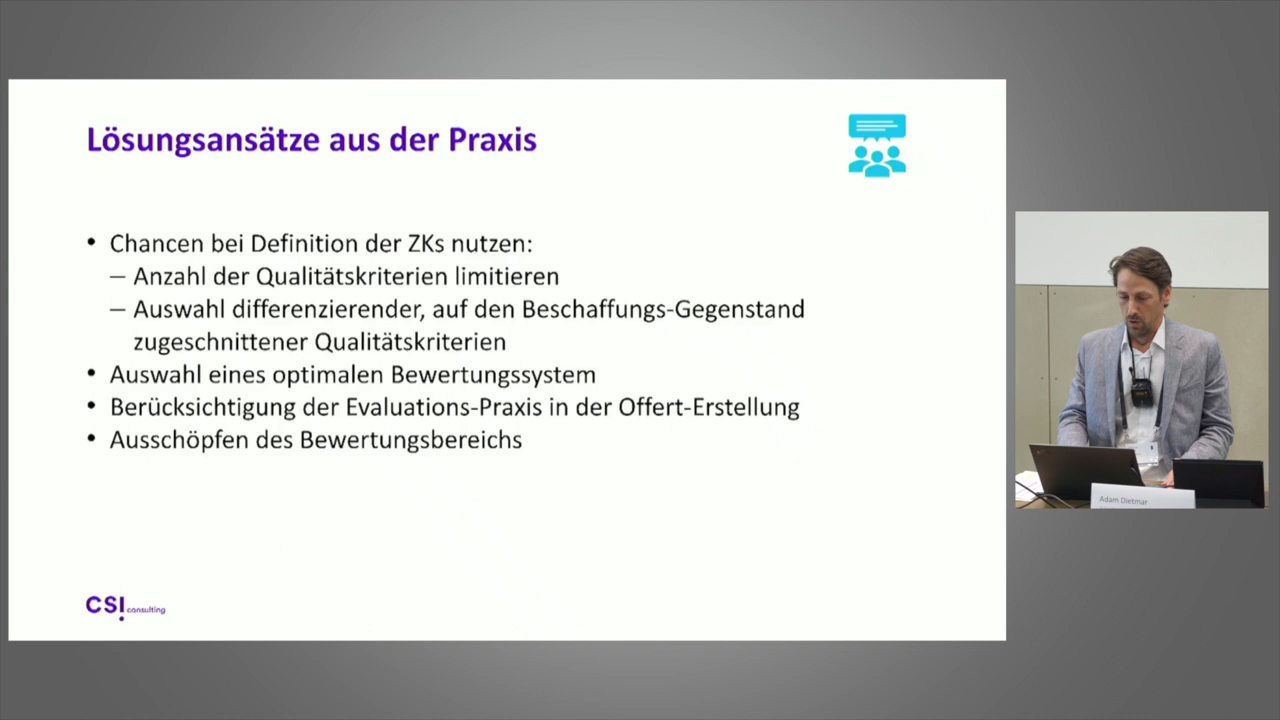 Lösungsansätze aus der Praxis
• Chancen bei Definition der ZKs nutzen:
– Anzahl der Qualitätskriterien limitieren
– Auswahl differenzierender, auf den Beschaffungs-Gegenstand
zugeschnittener Qualitätskriterien
• Auswahl eines optimalen Bewertungssystem
• Berücksichtigung der Evaluations-Praxis in der Offert-Erstellung
• Ausschöpfen des Bewertungsbereichs
CSI consulting
Adam Dietmar